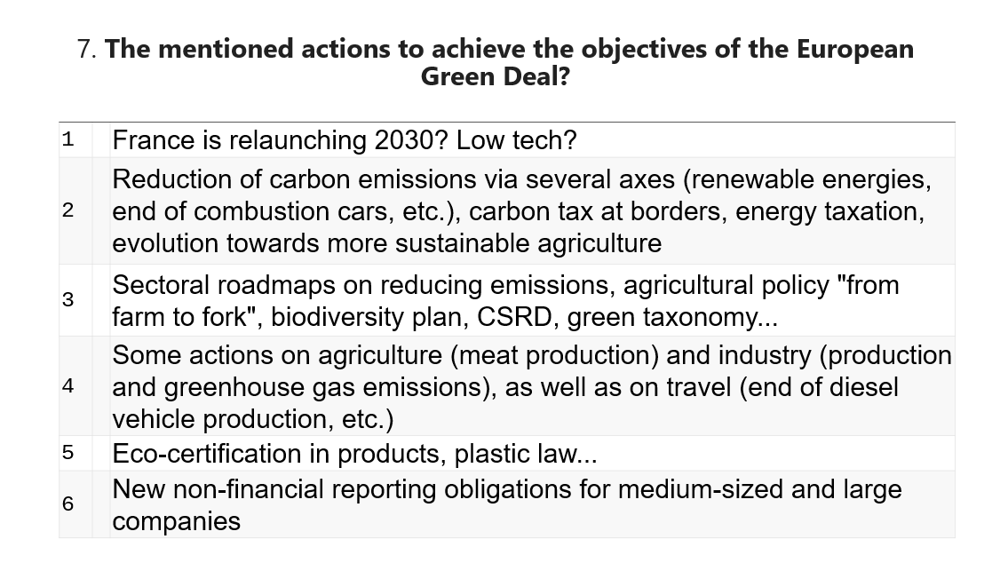 7. The mentioned actions to achieve the objectives of the European
Green Deal?
1 France is relaunching 2030? Low tech?
Reduction of carbon emissions via several axes (renewable energies,
2 end of combustion cars, etc.), carbon tax at borders, energy taxation,
evolution towards more sustainable agriculture
3 Sectoral roadmaps on reducing emissions, agricultural policy "from
farm to fork", biodiversity plan, CSRD, green taxonomy...
Some actions on agriculture (meat production) and industry (production
4 and greenhouse gas emissions), as well as on travel (end of diesel
vehicle production, etc.)
5 Eco-certification in products, plastic law...
6 New non-financial reporting obligations for medium-sized and large
companies